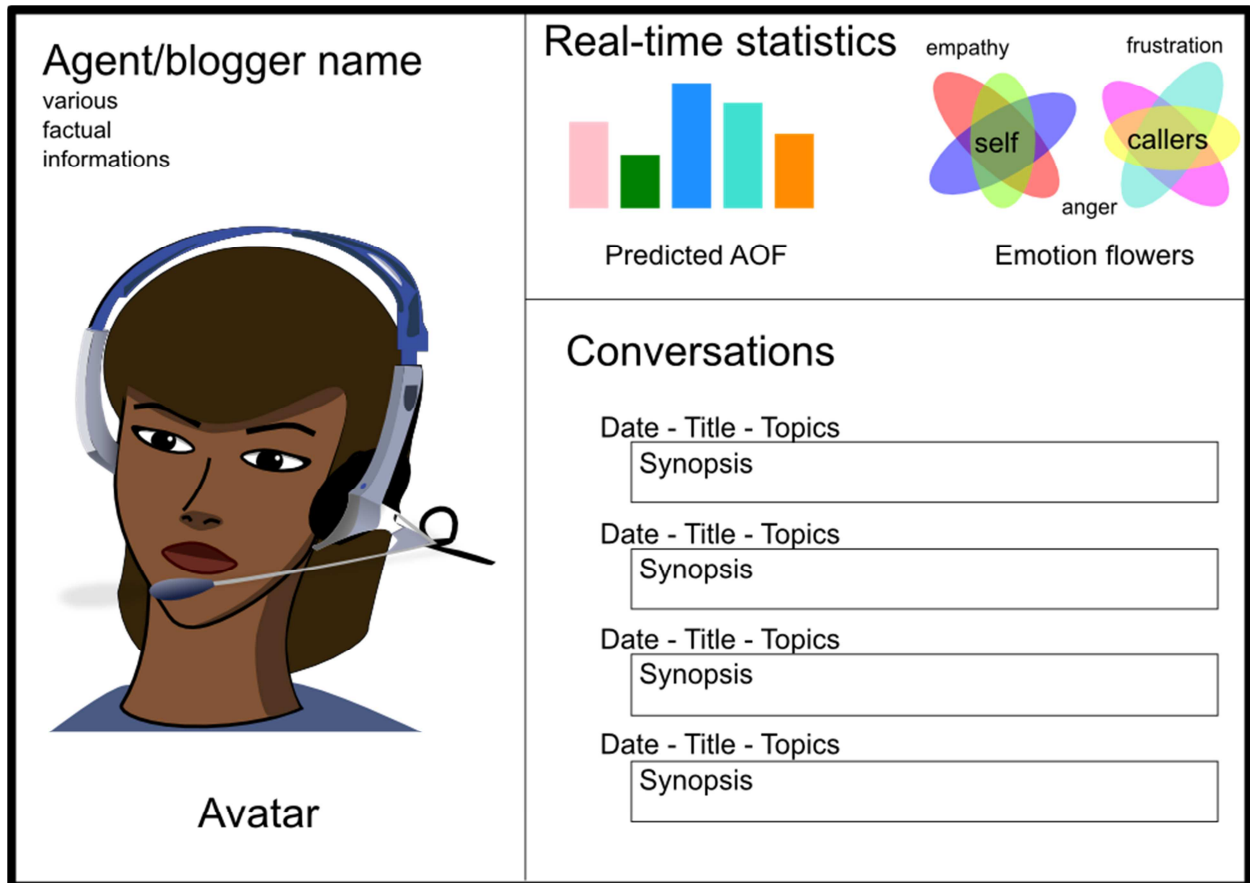 Agent/blogger name
various
factual
informations
Avatar
Real-time statistics
Predicted AOF
empathy
frustration
self
callers
anger
Emotion flowers
Conversations
Date - Title - Topics
Synopsis
Date - Title - Topics
Synopsis
Date - Title - Topics
Synopsis
Date - Title - Topics
Synopsis